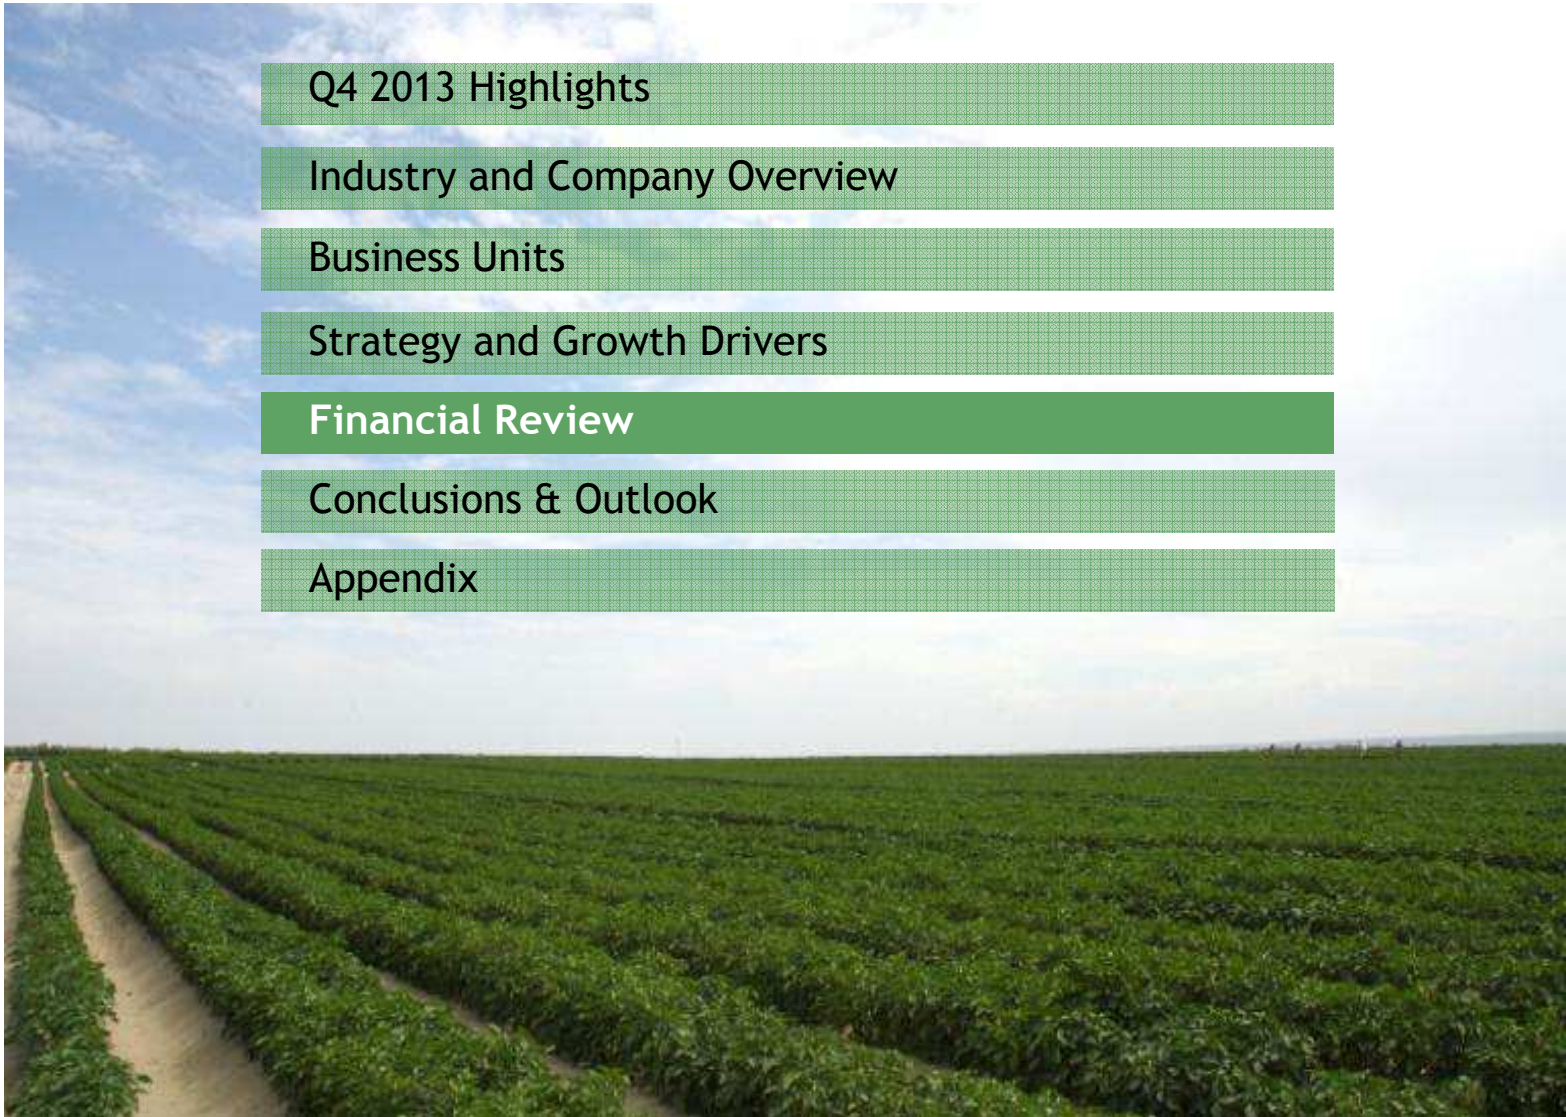 Q4 2013 Highlights
Industry and Company Overview
Business Units
Strategy and Growth Drivers
Financial Review
Conclusions & Outlook
Appendix